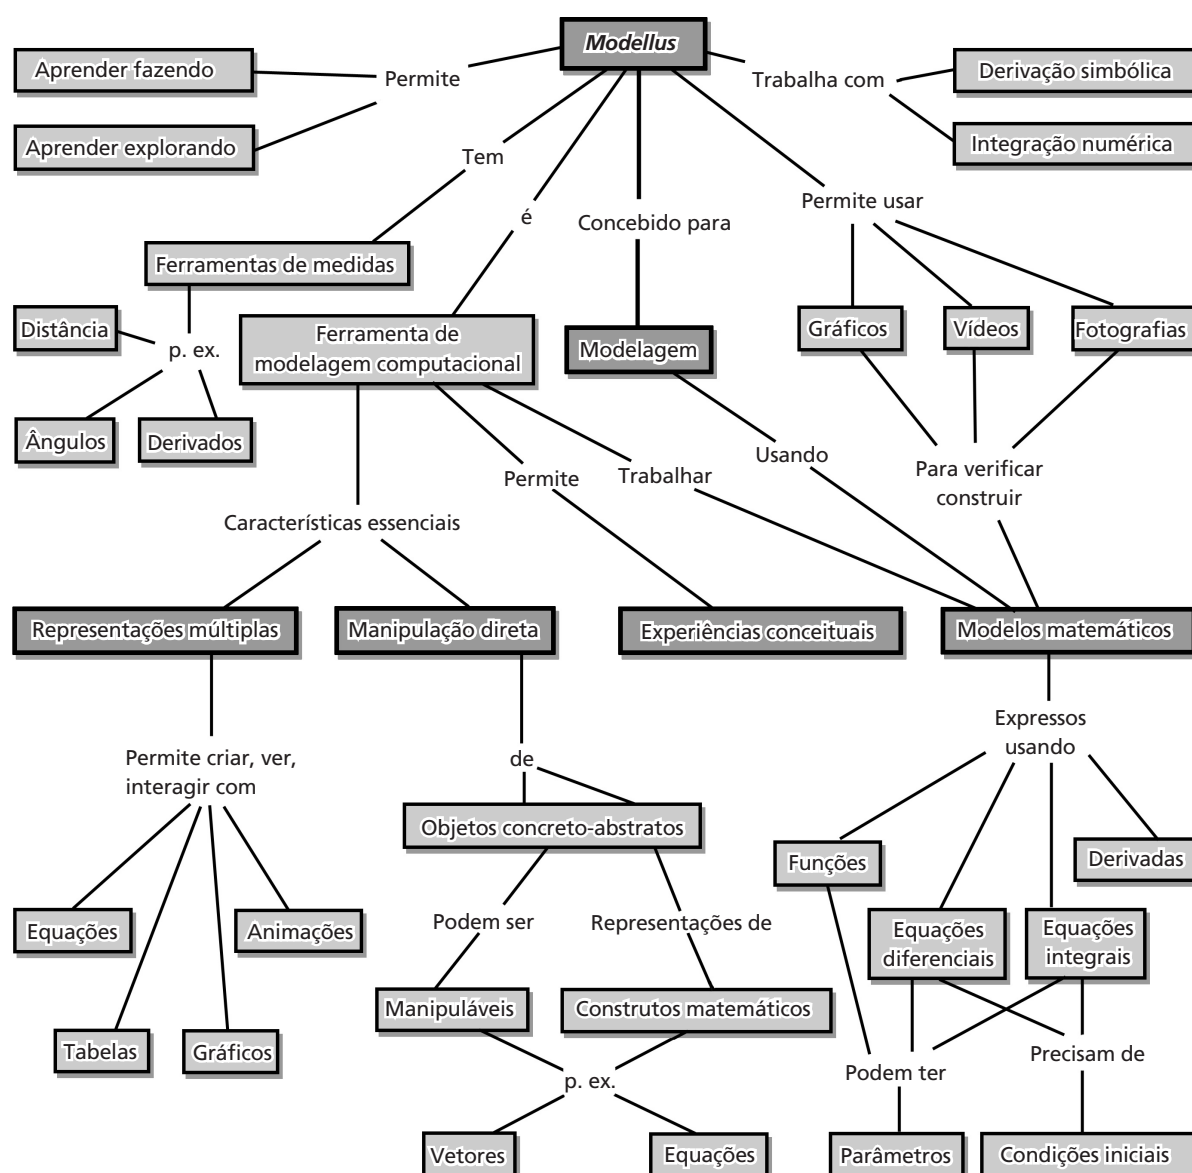 Modellus
Aprender fazendo
Permite
Trabalha com
Derivação simbólica
Aprender explorando
Integração numérica
Tem
é
Concebido para
Permite usar
Ferramentas de medidas
Distância
p. ex.
Ferramenta de
modelagem computacional
Modelagem
Gráficos
Vídeos
Fotografias
Ângulos
Derivados
Permite
Trabalhar
Usando
Para verificar
construir
Características essenciais
Representações múltiplas
Manipulação direta
Experiências conceituais
Modelos matemáticos
Permite criar, ver,
interagir com
de
Expressos
usando
Objetos concreto-abstratos
Funções
Derivadas
Equações
Animações
Podem ser
Representações de
Equações
diferenciais
Equações
integrais
Tabelas
Gráficos
Manipuláveis
Construtos matemáticos
p. ex.
Podem ter
Precisam de
Vetores
Equações
Parâmetros
Condições iniciais